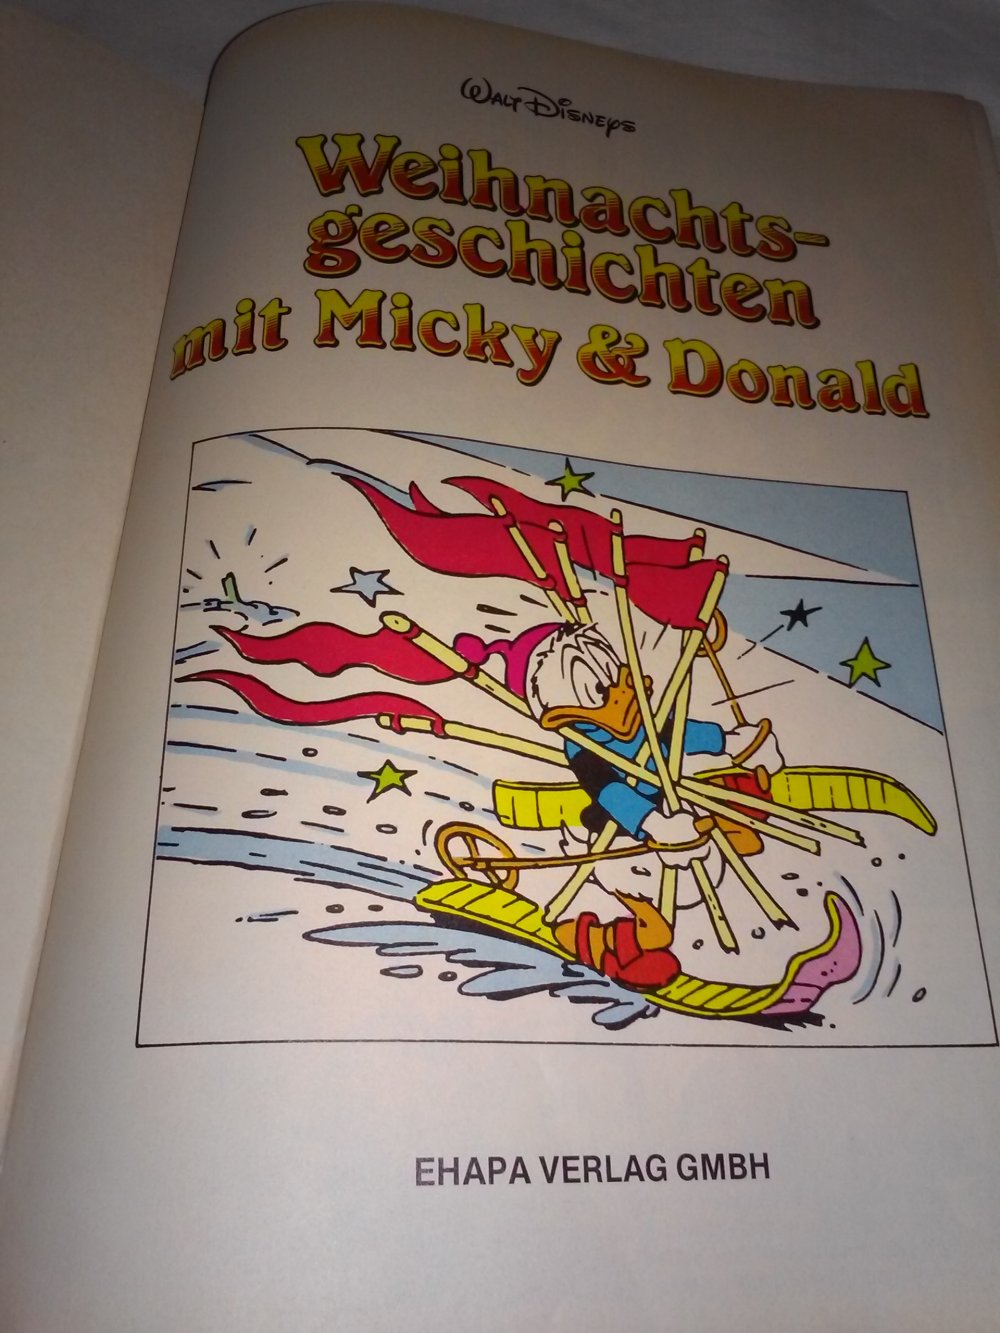 WALT DISNEYS
Weihnachts-
geschichten
mit Micky & Donald
EHAPA VERLAG GMBH